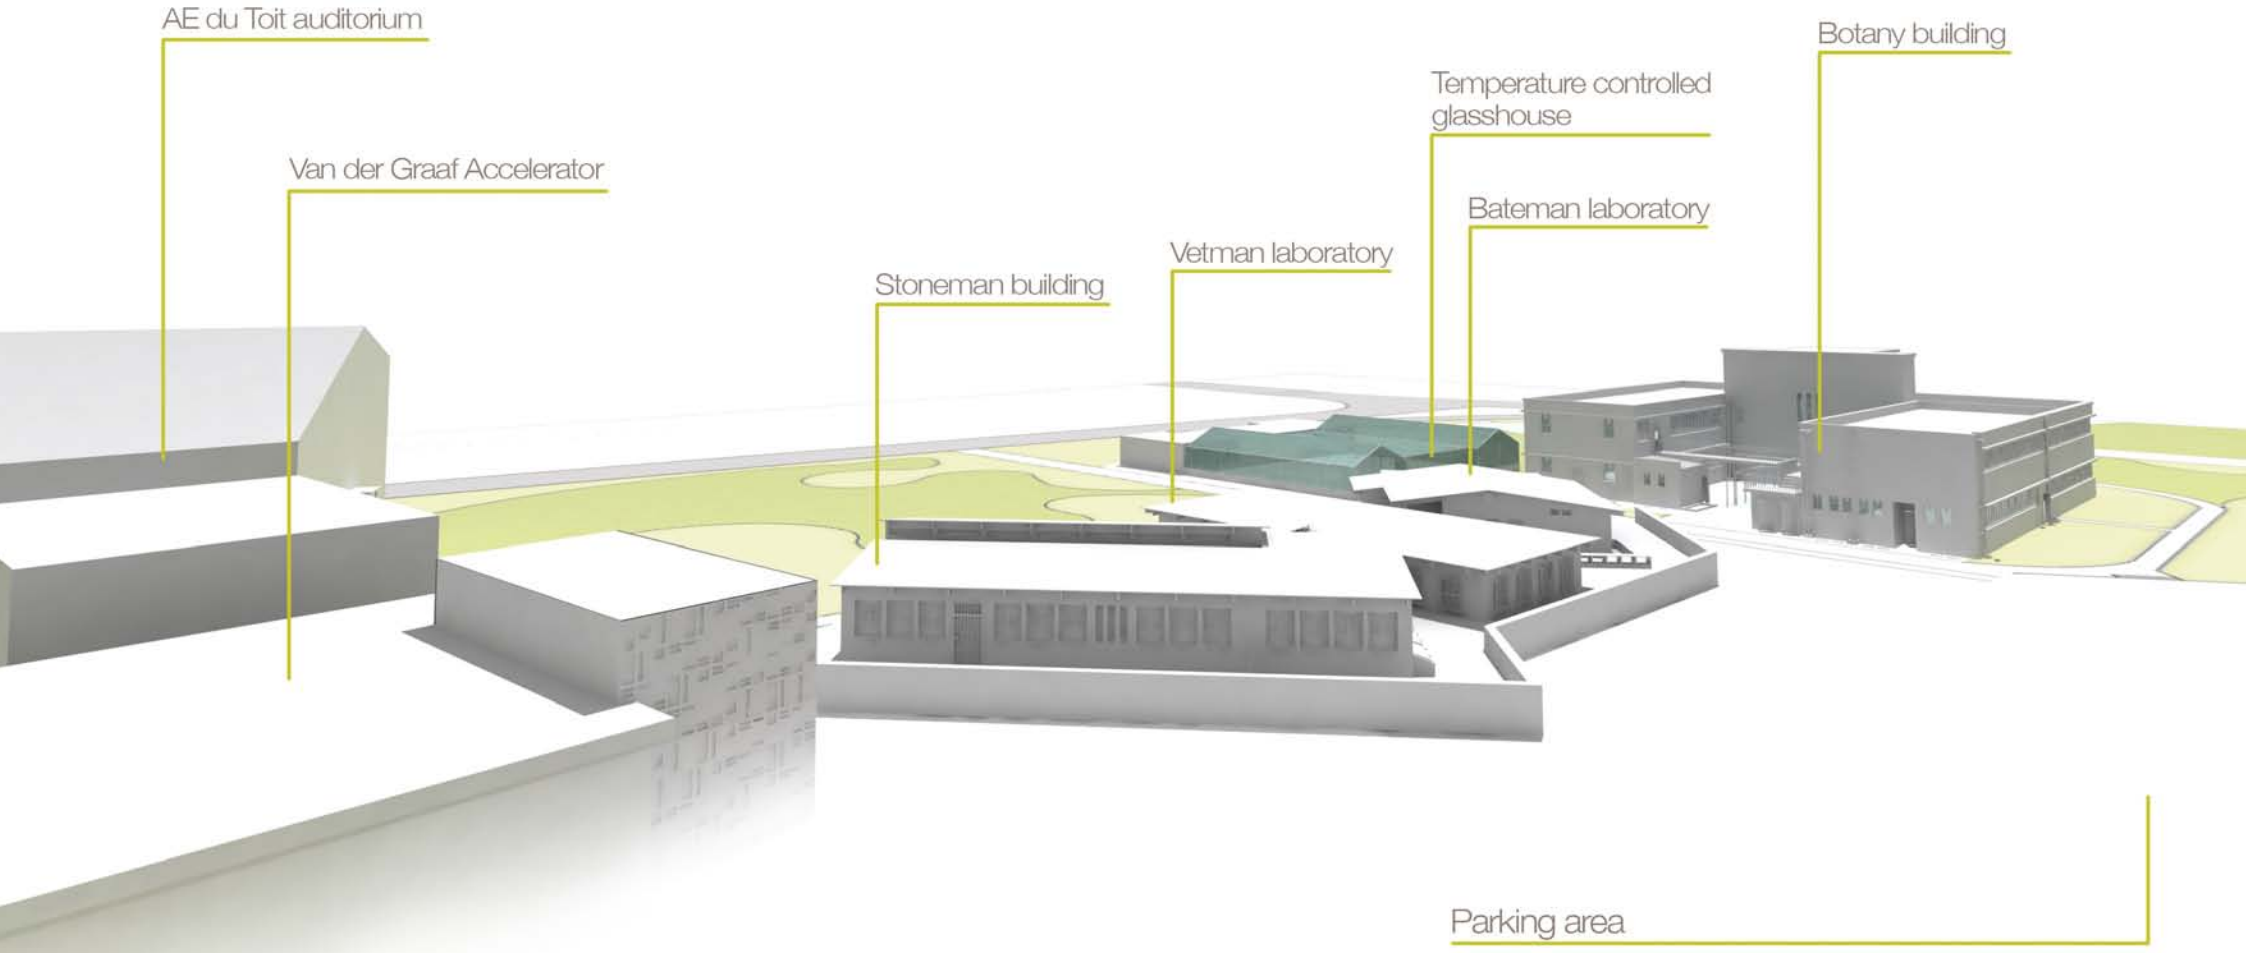 AE du Toit auditorium
Botany building
Temperature controlled
glasshouse
Van der Graaf Accelerator
Bateman laboratory
Vetman laboratory
Stoneman building
Parking area